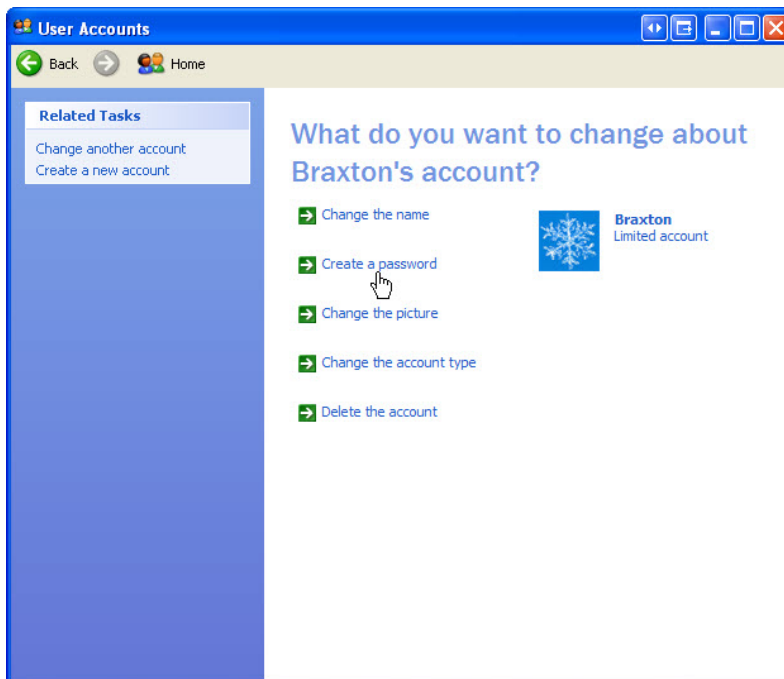 User Accounts
Back
Home
Related Tasks
Change another account
Create a new account
What do you want to change about
Braxton's account?
Change the name
Create a password
Change the picture
Change the account type
Delete the account
Braxton
Limited account